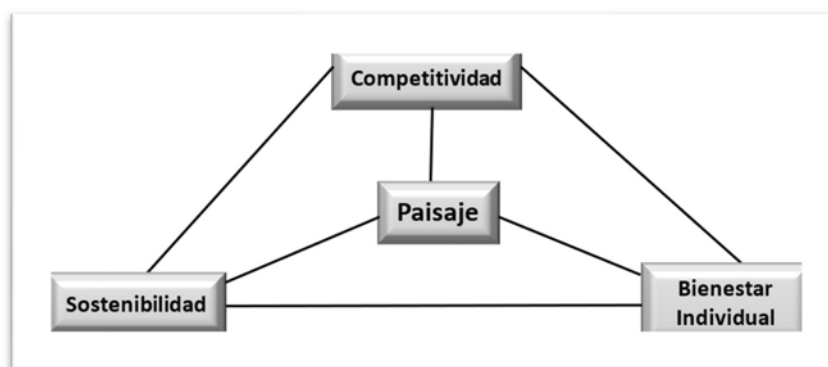 Competitividad
Paisaje
Sostenibilidad
Bienestar
Individual